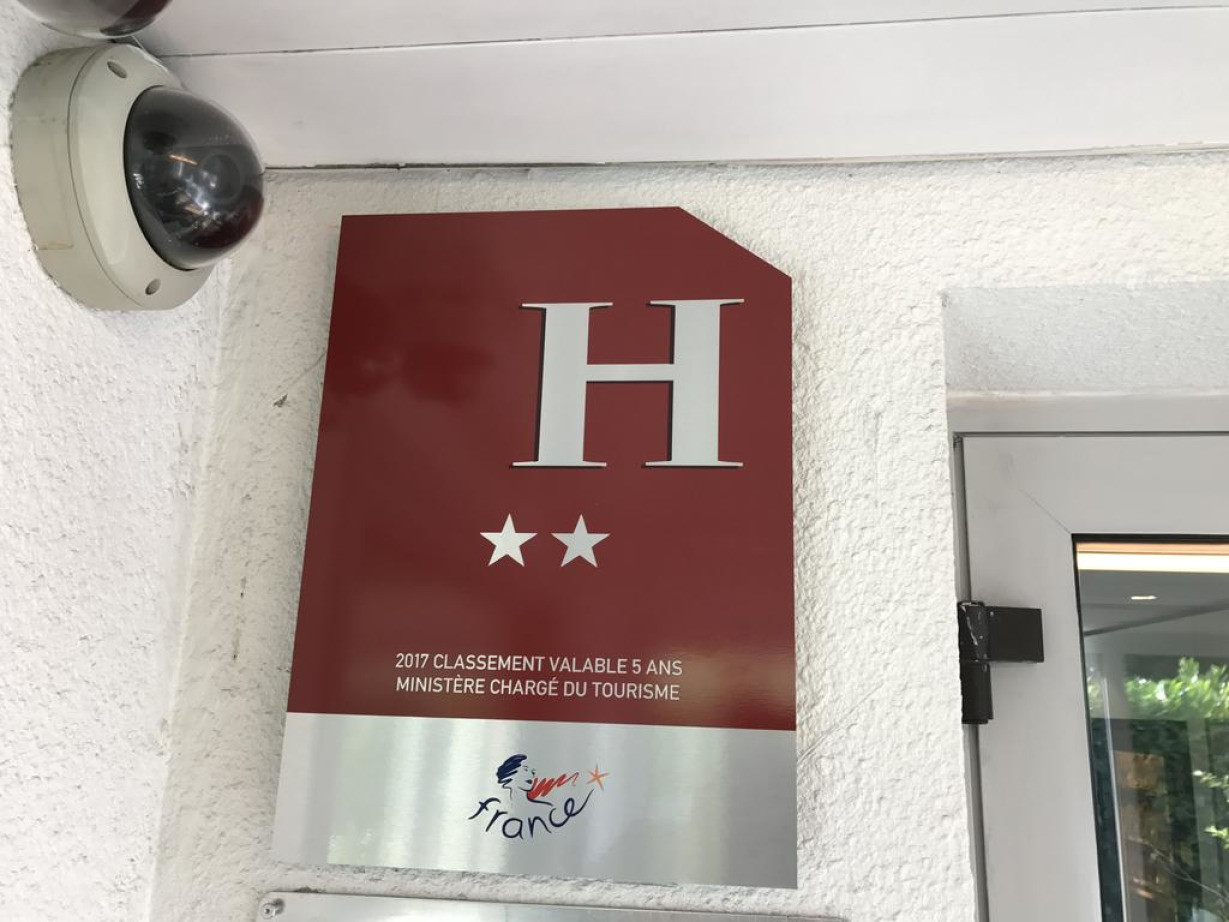 H
2017 CLASSEMENT VALABLE 5 ANS
MINISTÈRE CHARGÉ DU TOURISME
france